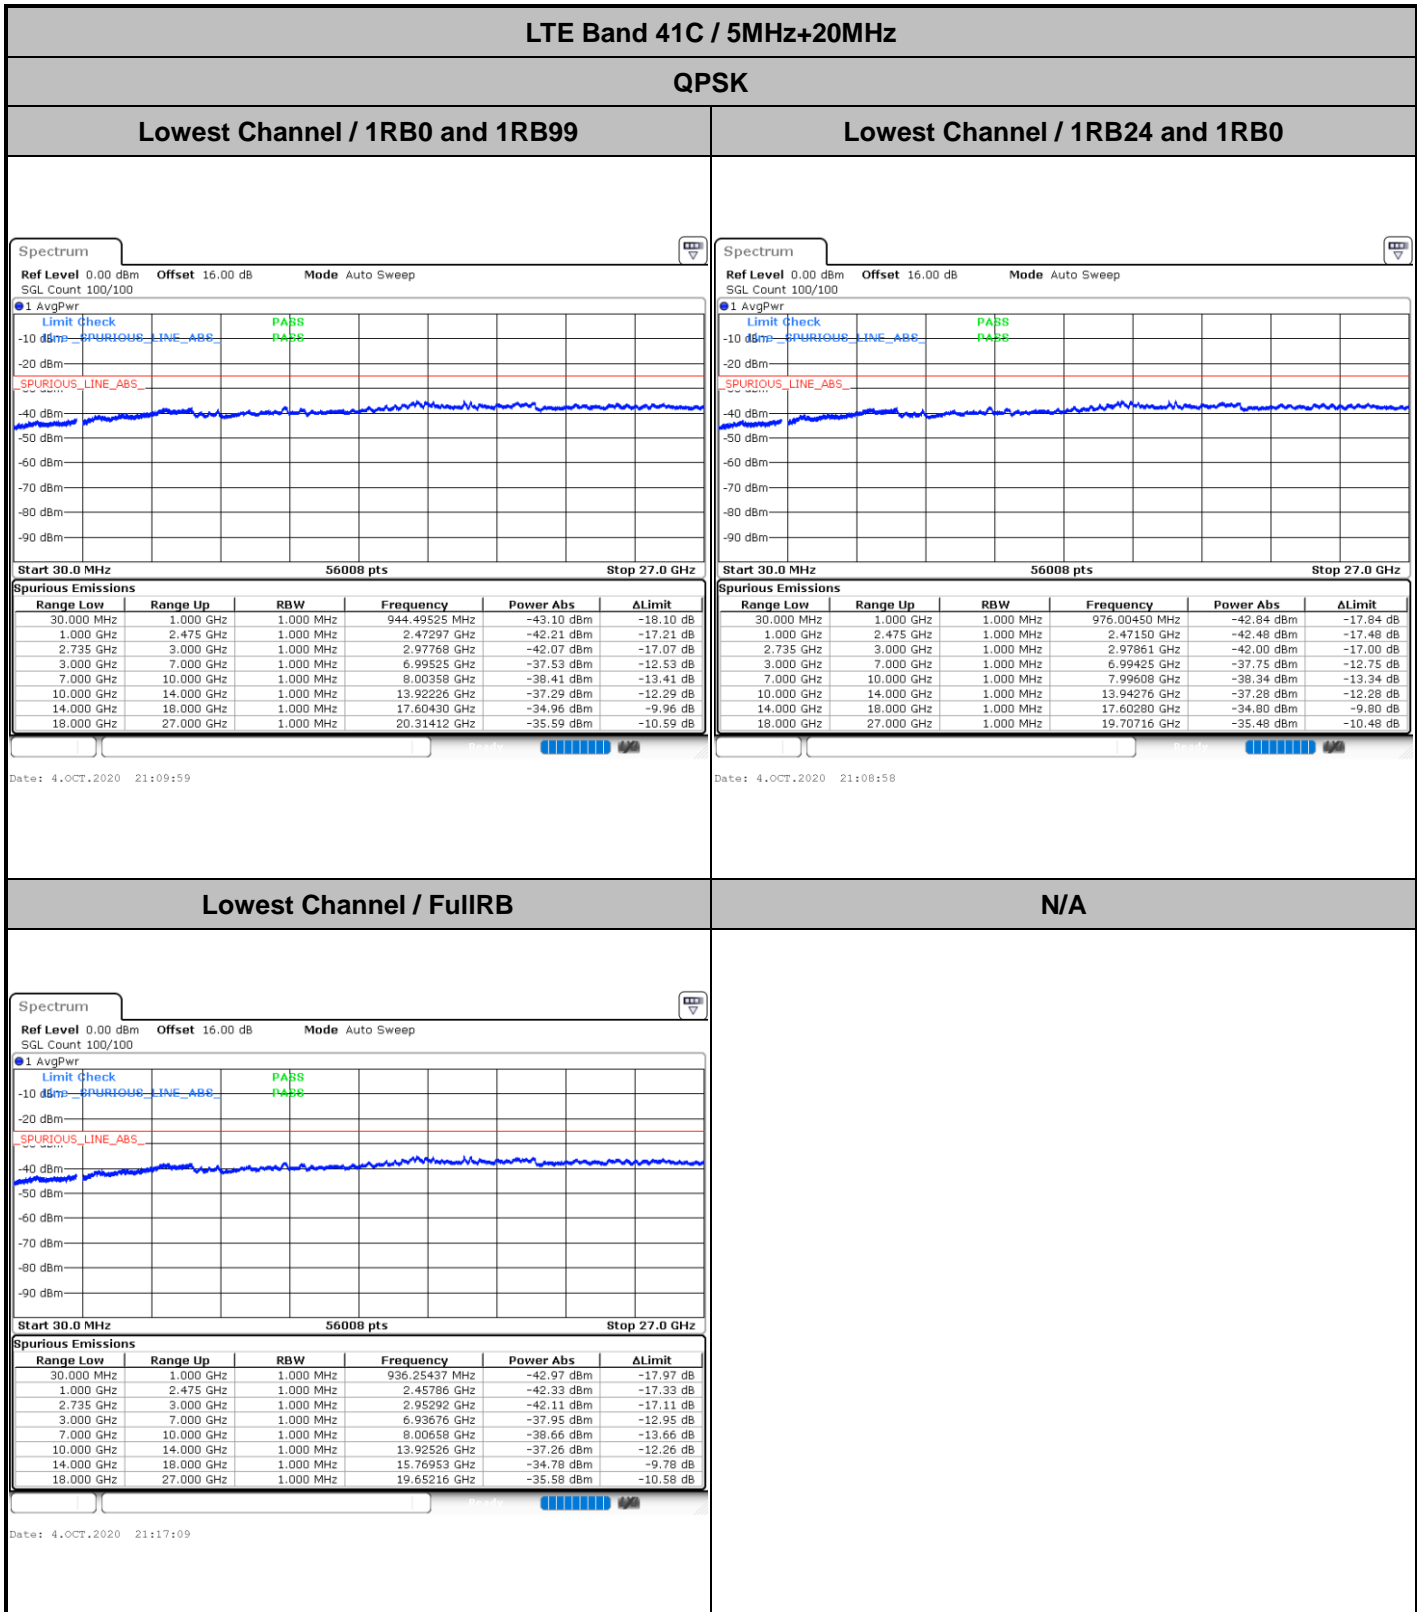 LTE Band 41C / 5MHz+20MHz
QPSK
Lowest Channel / 1RB0 and 1RB99
Lowest Channel / 1RB24 and 1RB0
Spectrum
Ref Level 0.00 dBm Offset 16.00 dB Mode Auto Sweep
SGL Count 100/100
1 AvgPwr
Limit Check PASS
Line _SPURIOUS_LINE_ABS_ PASS
-10 dBm
-20 dBm
_SPURIOUS_LINE_ABS_
-40 dBm
-50 dBm
-60 dBm
-70 dBm
-80 dBm
-90 dBm
Start 30.0 MHz 56008 pts Stop 27.0 GHz
Spurious Emissions
Range Low Range Up RBW Frequency Power Abs ΔLimit
30.000 MHz 1.000 GHz 1.000 MHz 944.49525 MHz -43.10 dBm -18.10 dB
1.000 GHz 2.475 GHz 1.000 MHz 2.47297 GHz -42.21 dBm -17.21 dB
2.735 GHz 3.000 GHz 1.000 MHz 2.97768 GHz -42.07 dBm -17.07 dB
3.000 GHz 7.000 GHz 1.000 MHz 6.99525 GHz -37.53 dBm -12.53 dB
7.000 GHz 10.000 GHz 1.000 MHz 8.00358 GHz -38.41 dBm -13.41 dB
10.000 GHz 14.000 GHz 1.000 MHz 13.92226 GHz -37.29 dBm -12.29 dB
14.000 GHz 18.000 GHz 1.000 MHz 17.60430 GHz -34.96 dBm -9.96 dB
18.000 GHz 27.000 GHz 1.000 MHz 20.31412 GHz -35.59 dBm -10.59 dB
Ready
Date: 4.OCT.2020 21:09:59
Spectrum
Ref Level 0.00 dBm Offset 16.00 dB Mode Auto Sweep
SGL Count 100/100
1 AvgPwr
Limit Check PASS
Line _SPURIOUS_LINE_ABS_ PASS
-10 dBm
-20 dBm
_SPURIOUS_LINE_ABS_
-40 dBm
-50 dBm
-60 dBm
-70 dBm
-80 dBm
-90 dBm
Start 30.0 MHz 56008 pts Stop 27.0 GHz
Spurious Emissions
Range Low Range Up RBW Frequency Power Abs ΔLimit
30.000 MHz 1.000 GHz 1.000 MHz 976.00450 MHz -42.84 dBm -17.84 dB
1.000 GHz 2.475 GHz 1.000 MHz 2.47150 GHz -42.48 dBm -17.48 dB
2.735 GHz 3.000 GHz 1.000 MHz 2.97861 GHz -42.00 dBm -17.00 dB
3.000 GHz 7.000 GHz 1.000 MHz 6.99425 GHz -37.75 dBm -12.75 dB
7.000 GHz 10.000 GHz 1.000 MHz 7.99608 GHz -38.34 dBm -13.34 dB
10.000 GHz 14.000 GHz 1.000 MHz 13.94276 GHz -37.28 dBm -12.28 dB
14.000 GHz 18.000 GHz 1.000 MHz 17.60280 GHz -34.80 dBm -9.80 dB
18.000 GHz 27.000 GHz 1.000 MHz 19.70716 GHz -35.48 dBm -10.48 dB
Ready
Date: 4.OCT.2020 21:08:58
Lowest Channel / FullRB
N/A
Spectrum
Ref Level 0.00 dBm Offset 16.00 dB Mode Auto Sweep
SGL Count 100/100
1 AvgPwr
Limit Check PASS
Line _SPURIOUS_LINE_ABS_ PASS
-10 dBm
-20 dBm
_SPURIOUS_LINE_ABS_
-40 dBm
-50 dBm
-60 dBm
-70 dBm
-80 dBm
-90 dBm
Start 30.0 MHz 56008 pts Stop 27.0 GHz
Spurious Emissions
Range Low Range Up RBW Frequency Power Abs ΔLimit
30.000 MHz 1.000 GHz 1.000 MHz 936.25437 MHz -42.97 dBm -17.97 dB
1.000 GHz 2.475 GHz 1.000 MHz 2.45786 GHz -42.33 dBm -17.33 dB
2.735 GHz 3.000 GHz 1.000 MHz 2.95292 GHz -42.11 dBm -17.11 dB
3.000 GHz 7.000 GHz 1.000 MHz 6.93676 GHz -37.95 dBm -12.95 dB
7.000 GHz 10.000 GHz 1.000 MHz 8.00658 GHz -38.66 dBm -13.66 dB
10.000 GHz 14.000 GHz 1.000 MHz 13.92526 GHz -37.26 dBm -12.26 dB
14.000 GHz 18.000 GHz 1.000 MHz 15.76953 GHz -34.78 dBm -9.78 dB
18.000 GHz 27.000 GHz 1.000 MHz 19.65216 GHz -35.58 dBm -10.58 dB
Ready
Date: 4.OCT.2020 21:17:09